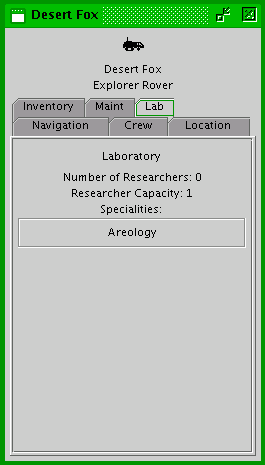 Desert Fox
Desert Fox
Explorer Rover
Inventory Maint Lab
Navigation Crew Location
Laboratory
Number of Researchers: 0
Researcher Capacity: 1
Specialities:
Areology